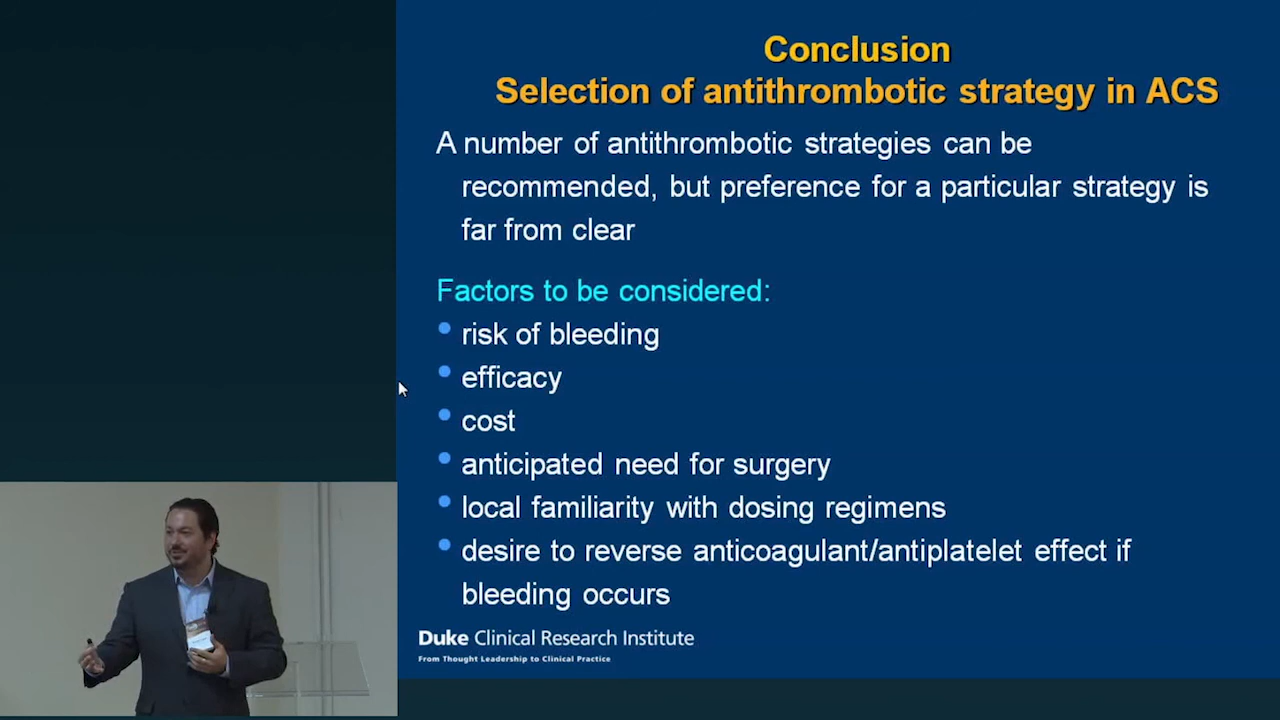 Conclusion
Selection of antithrombotic strategy in ACS
A number of antithrombotic strategies can be
recommended, but preference for a particular strategy is
far from clear
Factors to be considered:
• risk of bleeding
• efficacy
• cost
• anticipated need for surgery
• local familiarity with dosing regimens
• desire to reverse anticoagulant/antiplatelet effect if
bleeding occurs
Duke Clinical Research Institute
From Thought Leadership to Clinical Practice